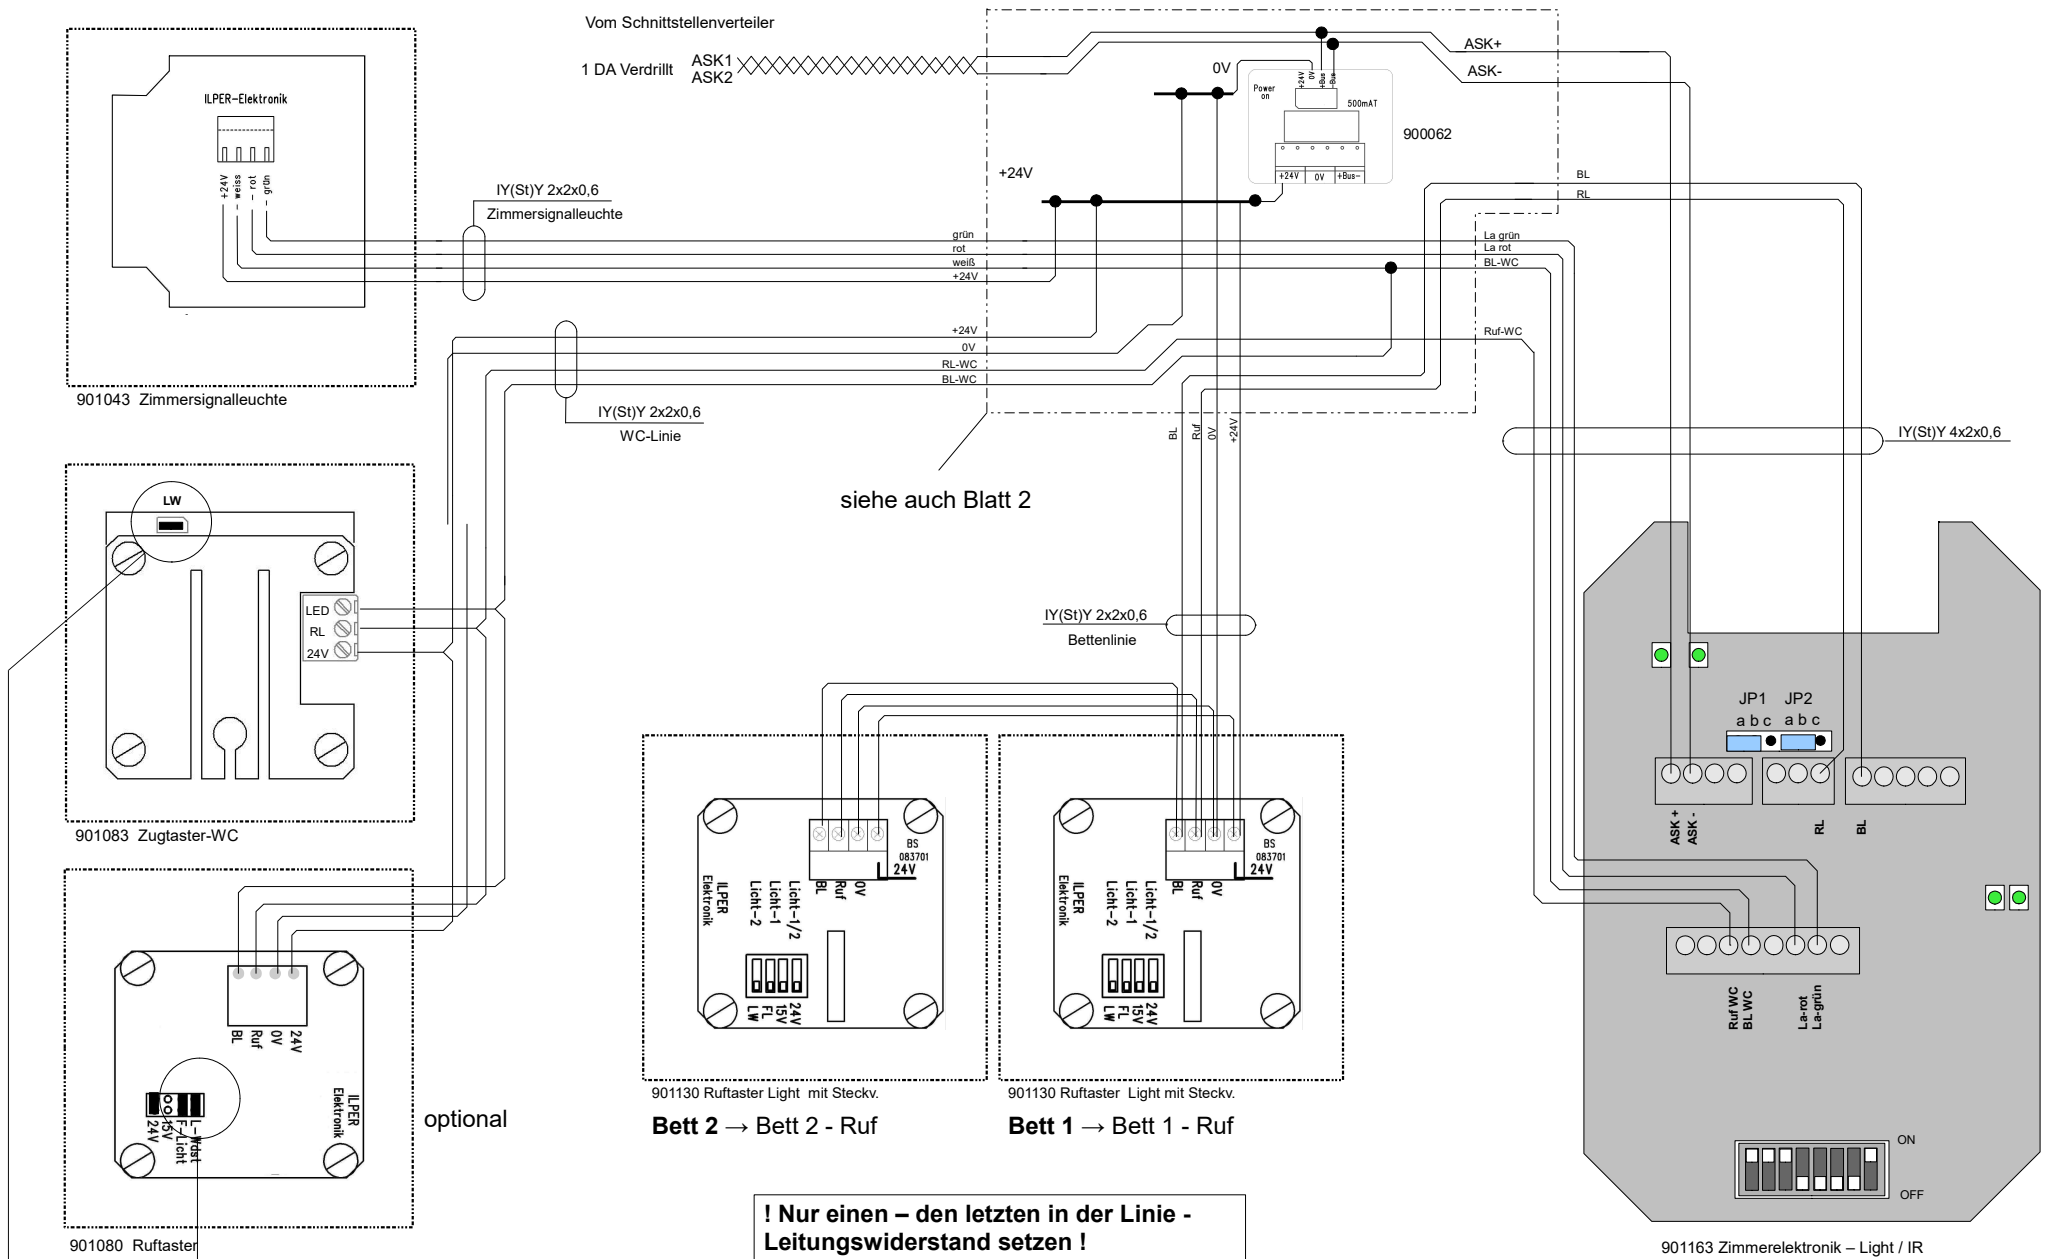 Vom Schnittstellenverteiler
1 DA Verdrillt
ASK1
ASK2
ASK+
ASK-
0V
+24V
0V
+Bus
-Bus
Power
on
500mAT
900062
+24V
0V
+Bus-
+24V
BL
RL
ILPER-Elektronik
+24V
- weiss
- rot
- grün
IY(St)Y 2x2x0,6
Zimmersignalleuchte
grün
rot
weiß
+24V
La grün
La rot
BL-WC
901043 Zimmersignalleuchte
+24V
0V
RL-WC
BL-WC
Ruf-WC
IY(St)Y 2x2x0,6
WC-Linie
BL
Ruf
0V
+24V
IY(St)Y 4x2x0,6
siehe auch Blatt 2
LW
LED
RL
24V
901083 Zugtaster-WC
IY(St)Y 2x2x0,6
Bettenlinie
BS
083701
24V
BL
Ruf
0V
ILPER
Elektronik
Licht-2
Licht-1
Licht-1/2
LW
FL
15V
24V
901130 Ruftaster Light mit Steckv.
Bett 2 → Bett 2 - Ruf
BS
083701
24V
BL
Ruf
0V
ILPER
Elektronik
Licht-2
Licht-1
Licht-1/2
LW
FL
15V
24V
901130 Ruftaster Light mit Steckv.
Bett 1 → Bett 1 - Ruf
BL
Ruf
0V
24V
ILPER
Elektronik
24V
15V
F-Licht
L-Wdst
optional
901080 Ruftaster
! Nur einen – den letzten in der Linie -
Leitungswiderstand setzen !
JP1 JP2
a b c a b c
ASK +
ASK -
RL
BL
Ruf WC
BL WC
La-rot
La-grün
ON
OFF
901163 Zimmerelektronik – Light / IR